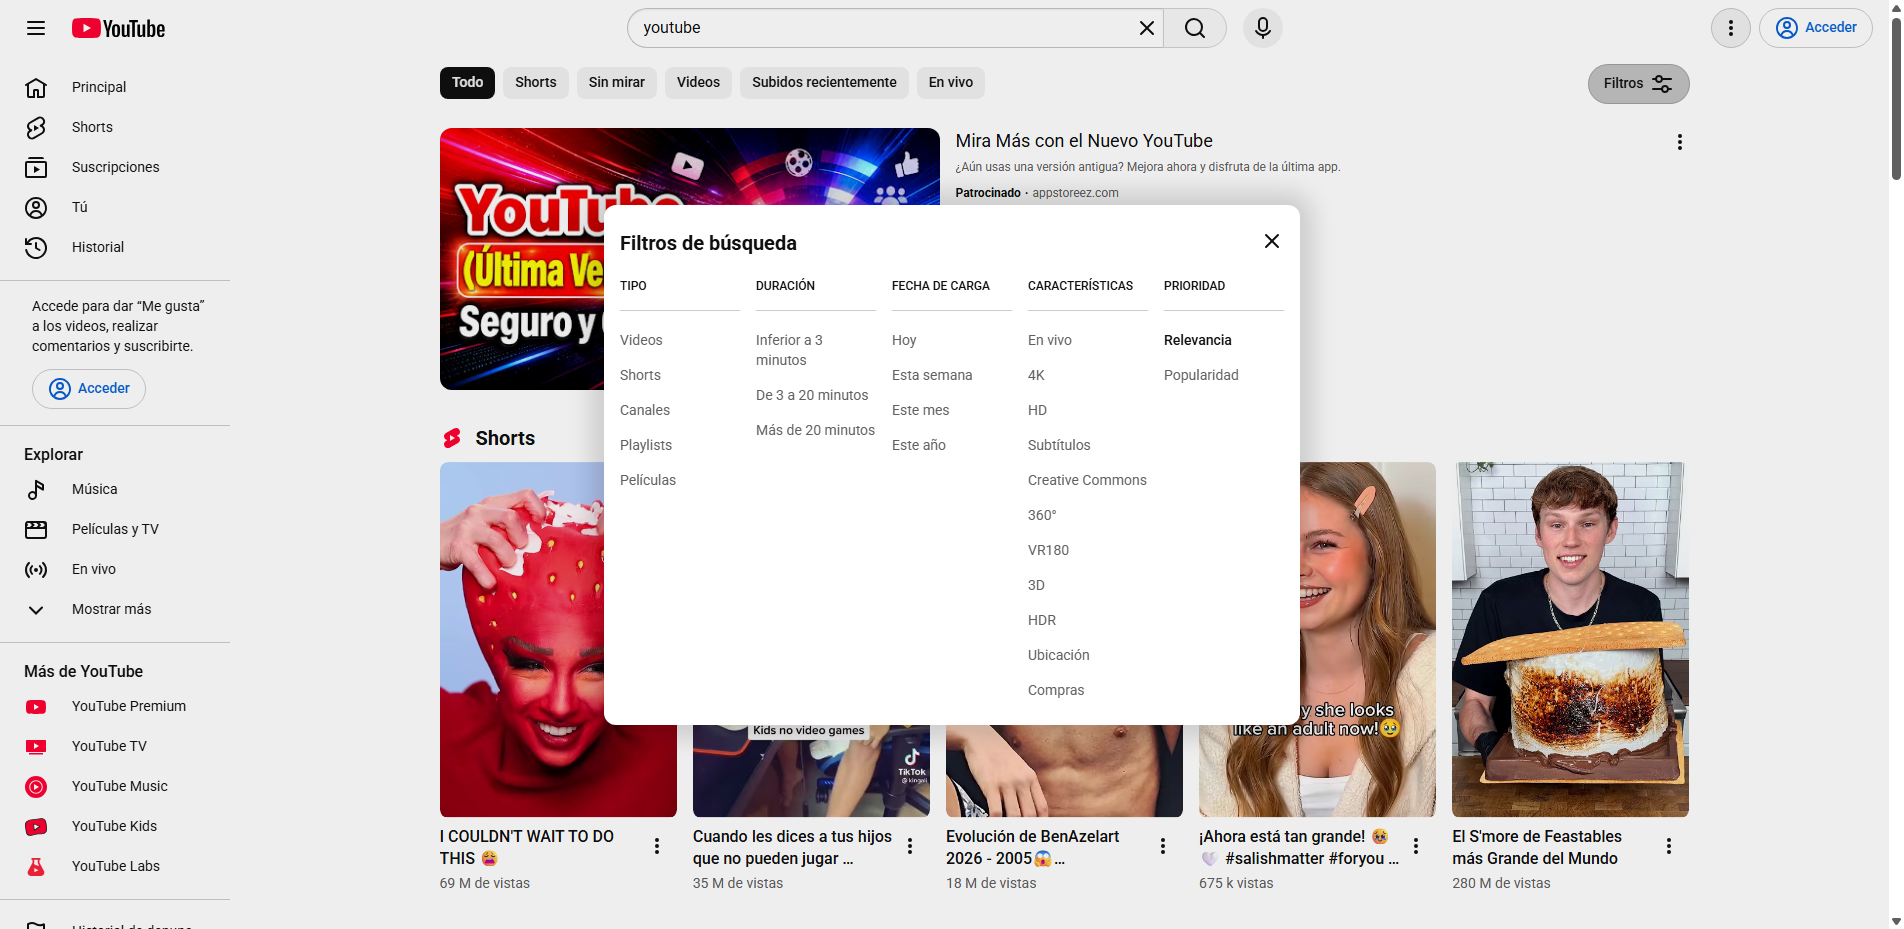 YouTube
youtube
Acceder
Principal
Shorts
Suscripciones
Tú
Historial
Accede para dar “Me gusta”
a los videos, realizar
comentarios y suscribirte.
Acceder
Explorar
Música
Películas y TV
En vivo
Mostrar más
Más de YouTube
YouTube Premium
YouTube TV
YouTube Music
YouTube Kids
YouTube Labs
Todo
Shorts
Sin mirar
Videos
Subidos recientemente
En vivo
Filtros
Mira Más con el Nuevo YouTube
¿Aún usas una versión antigua? Mejora ahora y disfruta de la última app.
Patrocinado · appstoreez.com
YouTube
(Última Ve
Seguro y
Filtros de búsqueda
TIPO
Videos
Shorts
Canales
Playlists
Películas
DURACIÓN
Inferior a 3
minutos
De 3 a 20 minutos
Más de 20 minutos
FECHA DE CARGA
Hoy
Esta semana
Este mes
Este año
CARACTERÍSTICAS
En vivo
4K
HD
Subtítulos
Creative Commons
360°
VR180
3D
HDR
Ubicación
Compras
PRIORIDAD
Relevancia
Popularidad
Shorts
Kids no video games
TikTok
y she looks
like an adult now!🥹
I COULDN'T WAIT TO DO
THIS 😩
69 M de vistas
Cuando les dices a tus hijos
que no pueden jugar ...
35 M de vistas
Evolución de BenAzelart
2026 - 2005😱...
18 M de vistas
¡Ahora está tan grande! 😭
🤍 #salishmatter #foryou ...
675 k vistas
El S'more de Feastables
más Grande del Mundo
280 M de vistas